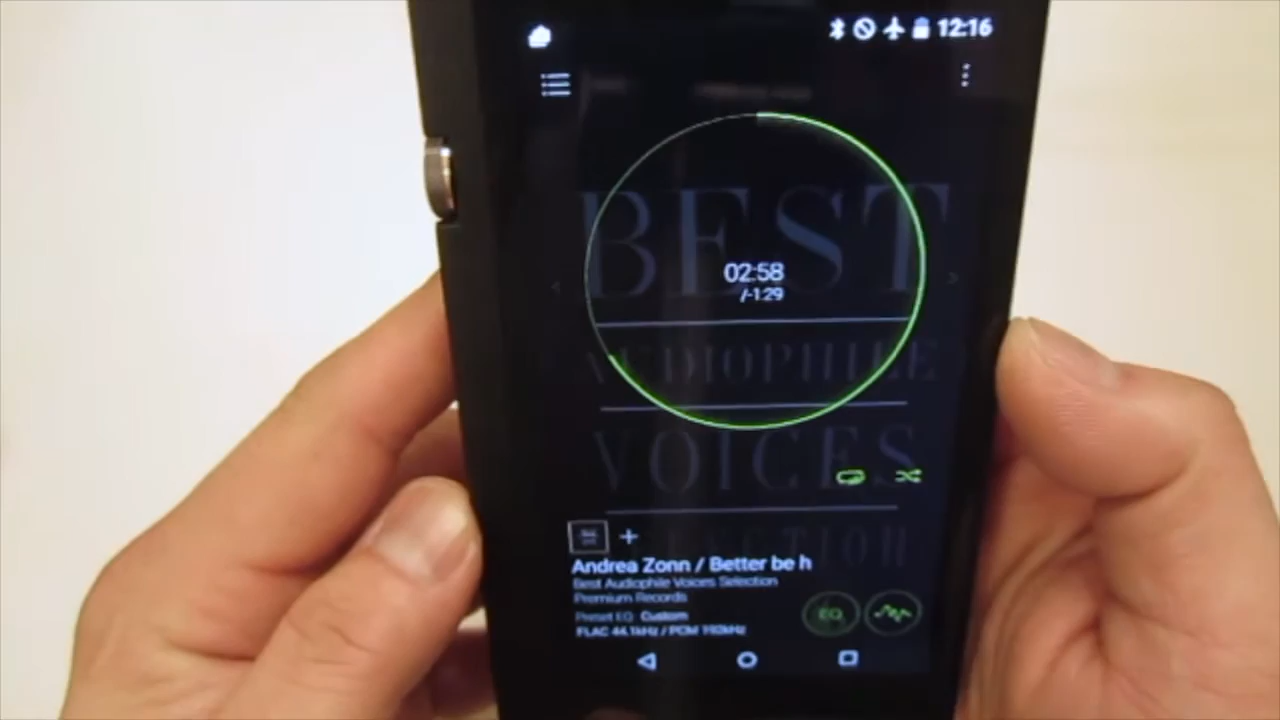 12:16
BEST
02:58
/-1:29
AUDIOPHILE
VOICES
Andrea Zonn / Better be h
Best Audiophile Voices Selection
Premium Records
EQ
Preset EQ: Custom
FLAC 44.1kHz / PCM 192kHz